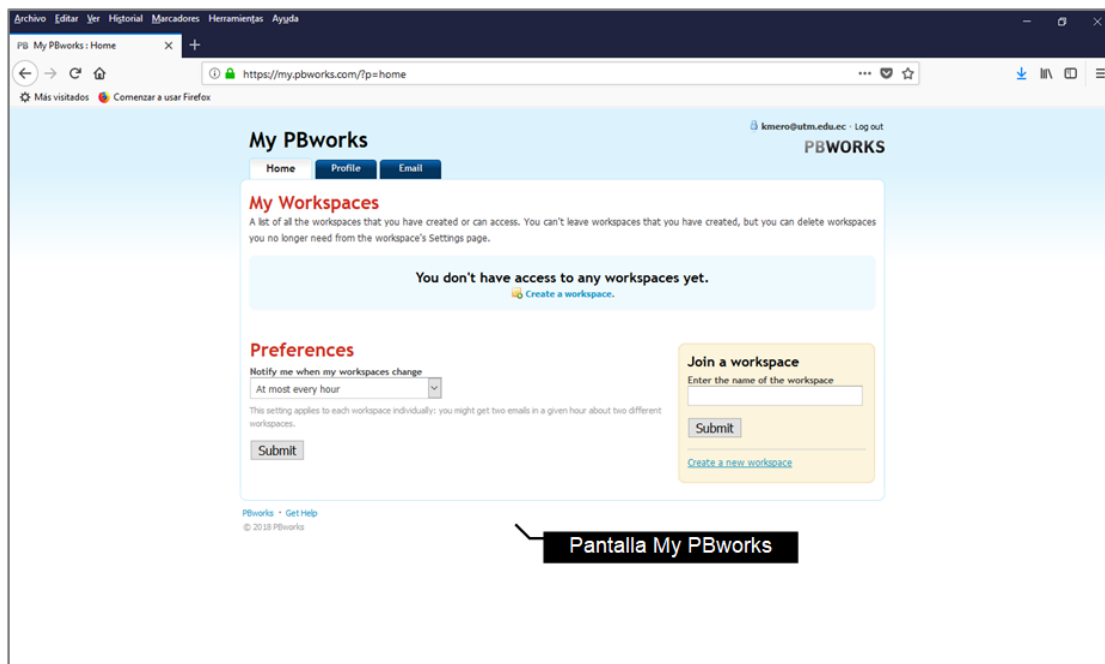 Archivo Editar Ver Historial Marcadores Herramientas Ayuda
PB My PBworks : Home
https://my.pbworks.com/?p=home
Más visitados Comenzar a usar Firefox
kmero@utm.edu.ec · Log out
My PBworks
PBWORKS
Home Profile Email
My Workspaces
A list of all the workspaces that you have created or can access. You can't leave workspaces that you have created, but you can delete workspaces
you no longer need from the workspace's Settings page.
You don't have access to any workspaces yet.
Create a workspace.
Preferences
Notify me when my workspaces change
At most every hour
This setting applies to each workspace individually: you might get two emails in a given hour about two different
workspaces.
Submit
Join a workspace
Enter the name of the workspace
Submit
Create a new workspace
PBworks · Get Help
© 2018 PBworks
Pantalla My PBworks